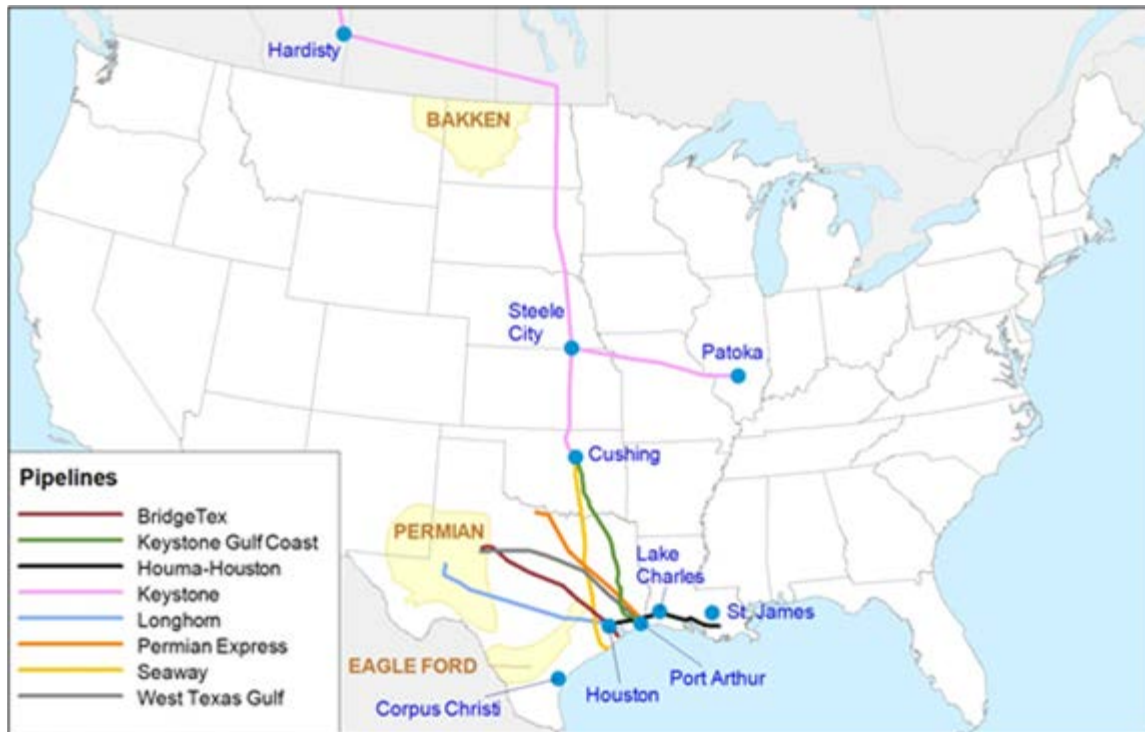 Hardisty
BAKKEN
Steele
City
Patoka
Cushing
Pipelines
BridgeTex
Keystone Gulf Coast
Houma-Houston
Keystone
Longhorn
Permian Express
Seaway
West Texas Gulf
PERMIAN
Lake
Charles
St. James
EAGLE FORD
Port Arthur
Houston
Corpus Christi